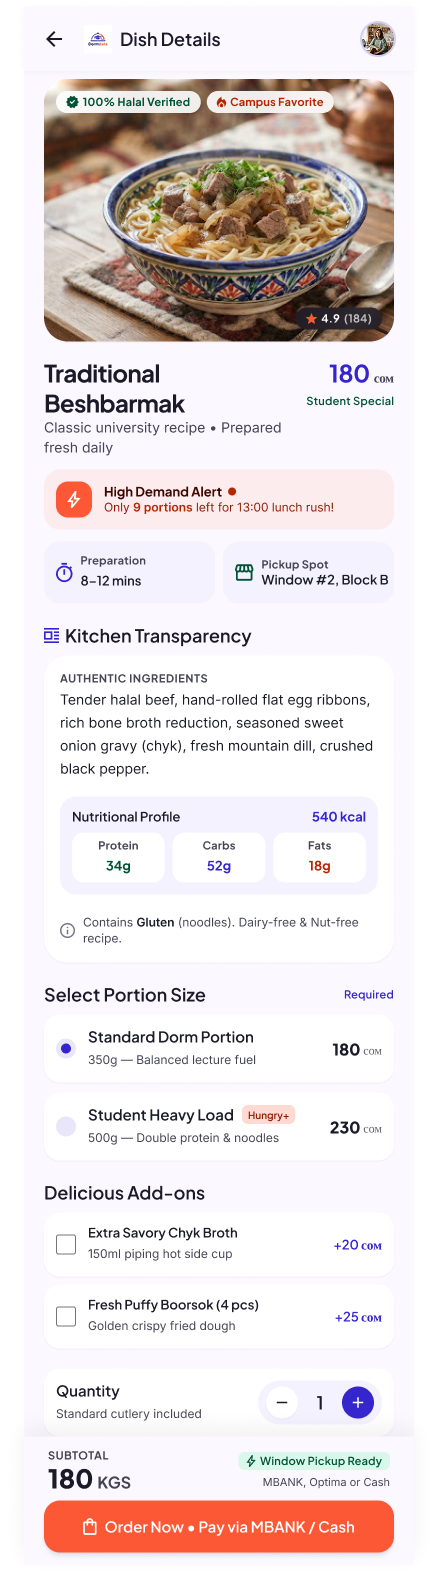 DormEats
Dish Details
100% Halal Verified
Campus Favorite
4.9 (184)
Traditional
Beshbarmak
180 сом
Student Special
Classic university recipe • Prepared
fresh daily
High Demand Alert
Only 9 portions left for 13:00 lunch rush!
Preparation
8–12 mins
Pickup Spot
Window #2, Block B
Kitchen Transparency
AUTHENTIC INGREDIENTS
Tender halal beef, hand-rolled flat egg ribbons,
rich bone broth reduction, seasoned sweet
onion gravy (chyk), fresh mountain dill, crushed
black pepper.
Nutritional Profile
540 kcal
Protein
34g
Carbs
52g
Fats
18g
Contains Gluten (noodles). Dairy-free & Nut-free
recipe.
Select Portion Size
Required
Standard Dorm Portion
350g — Balanced lecture fuel
180 сом
Student Heavy Load
Hungry+
500g — Double protein & noodles
230 сом
Delicious Add-ons
Extra Savory Chyk Broth
150ml piping hot side cup
+20 сом
Fresh Puffy Boorsok (4 pcs)
Golden crispy fried dough
+25 сом
Quantity
Standard cutlery included
− 1 +
SUBTOTAL
180 KGS
Window Pickup Ready
MBANK, Optima or Cash
Order Now • Pay via MBANK / Cash